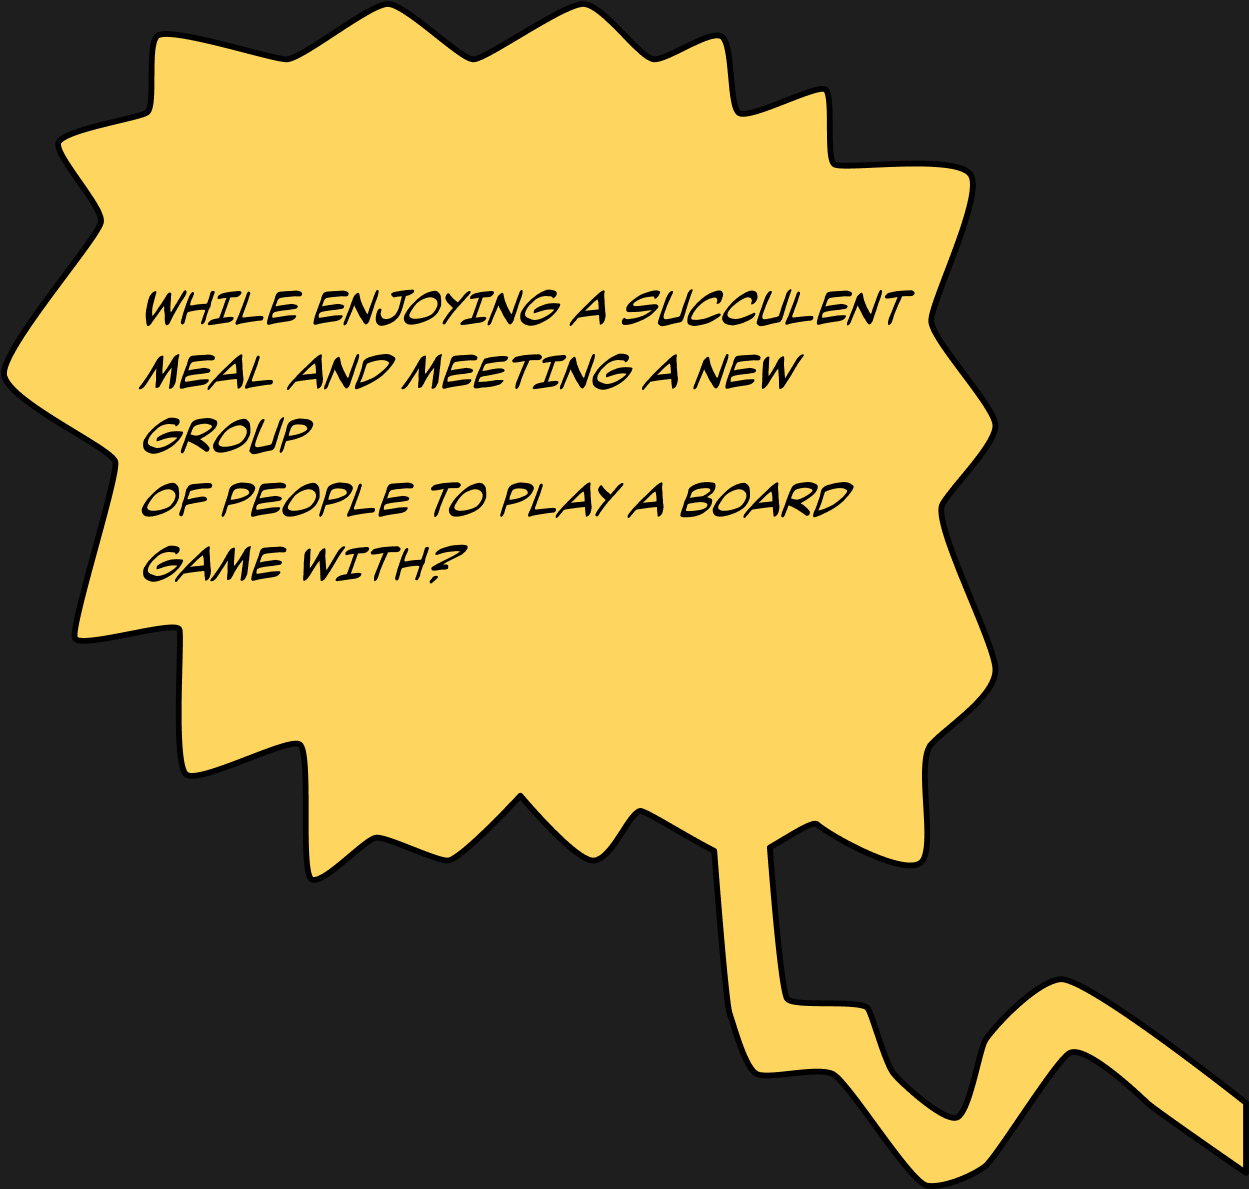 WHILE ENJOYING A SUCCULENT
MEAL AND MEETING A NEW
GROUP
OF PEOPLE TO PLAY A BOARD
GAME WITH?